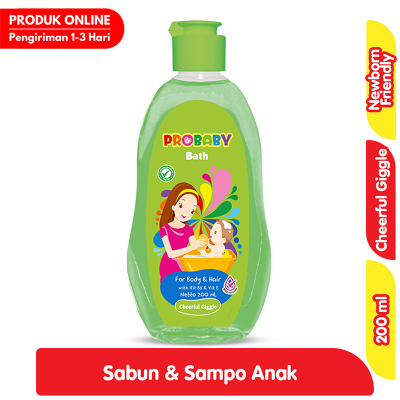 PRODUK ONLINE
Pengiriman 1-3 Hari
PROBABY
Bath
For Body & Hair
with Vit B5 & Vit E
Netto 200 mL
Cheerful Giggle
Newborn
Friendly
Cheerful Giggle
200 ml
Sabun & Sampo Anak